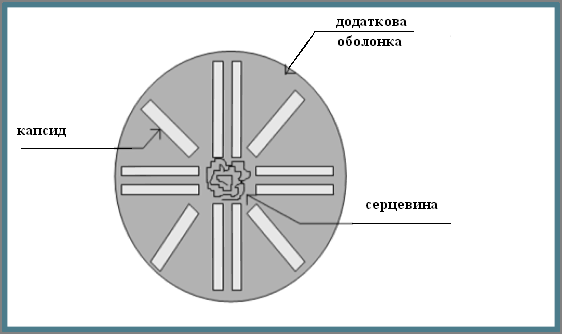 додаткова
оболонка
капсид
серцевина